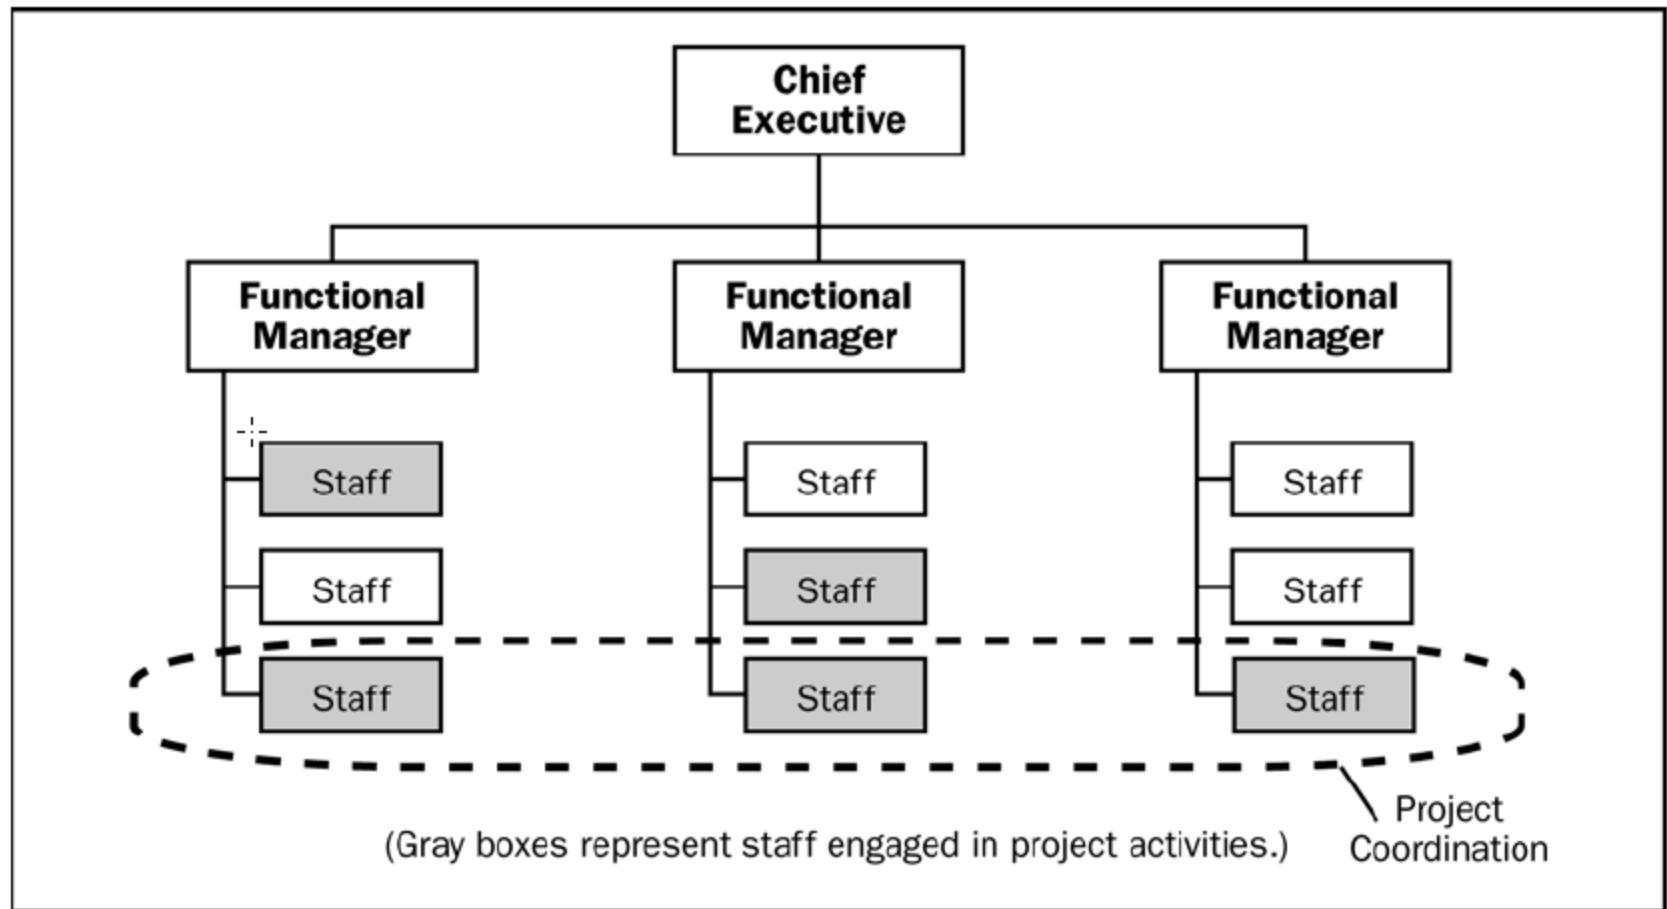 Chief
Executive
Functional
Manager
Functional
Manager
Functional
Manager
Staff
Staff
Staff
Staff
Staff
Staff
Staff
Staff
Staff
Project
Coordination
(Gray boxes represent staff engaged in project activities.)